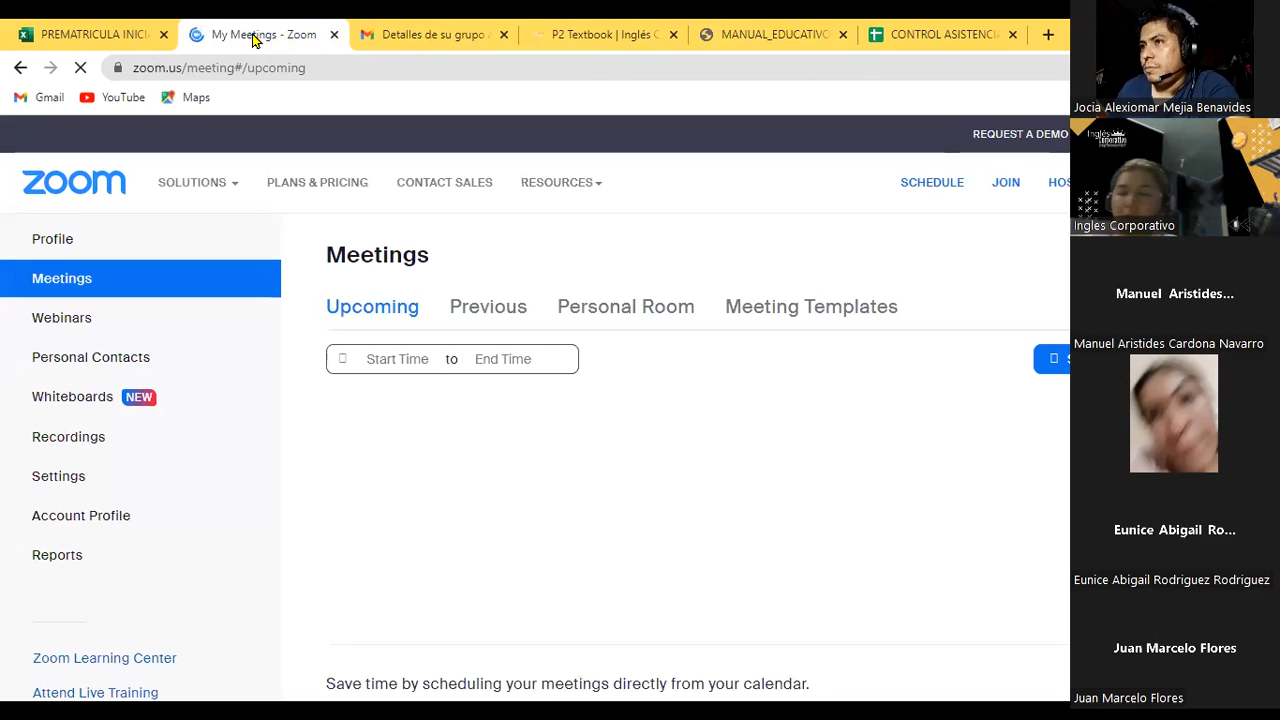 PREMATRICULA INICI
My Meetings - Zoom
Detalles de su grupo
P2 Textbook | Inglés C
MANUAL_EDUCATIVO
CONTROL ASISTENCI
zoom.us/meeting#/upcoming
Gmail
YouTube
Maps
REQUEST A DEMO
zoom
SOLUTIONS
PLANS & PRICING
CONTACT SALES
RESOURCES
SCHEDULE
JOIN
HOS
Profile
Meetings
Webinars
Personal Contacts
Whiteboards NEW
Recordings
Settings
Account Profile
Reports
Zoom Learning Center
Attend Live Training
Meetings
Upcoming
Previous
Personal Room
Meeting Templates
Start Time to End Time
Save time by scheduling your meetings directly from your calendar.
Jocia Alexiomar Mejia Benavides
Inglés
Corporativo
Ingles Corporativo
Manuel Aristides...
Manuel Aristides Cardona Navarro
Eunice Abigail Ro...
Eunice Abigail Rodriguez Rodriguez
Juan Marcelo Flores
Juan Marcelo Flores